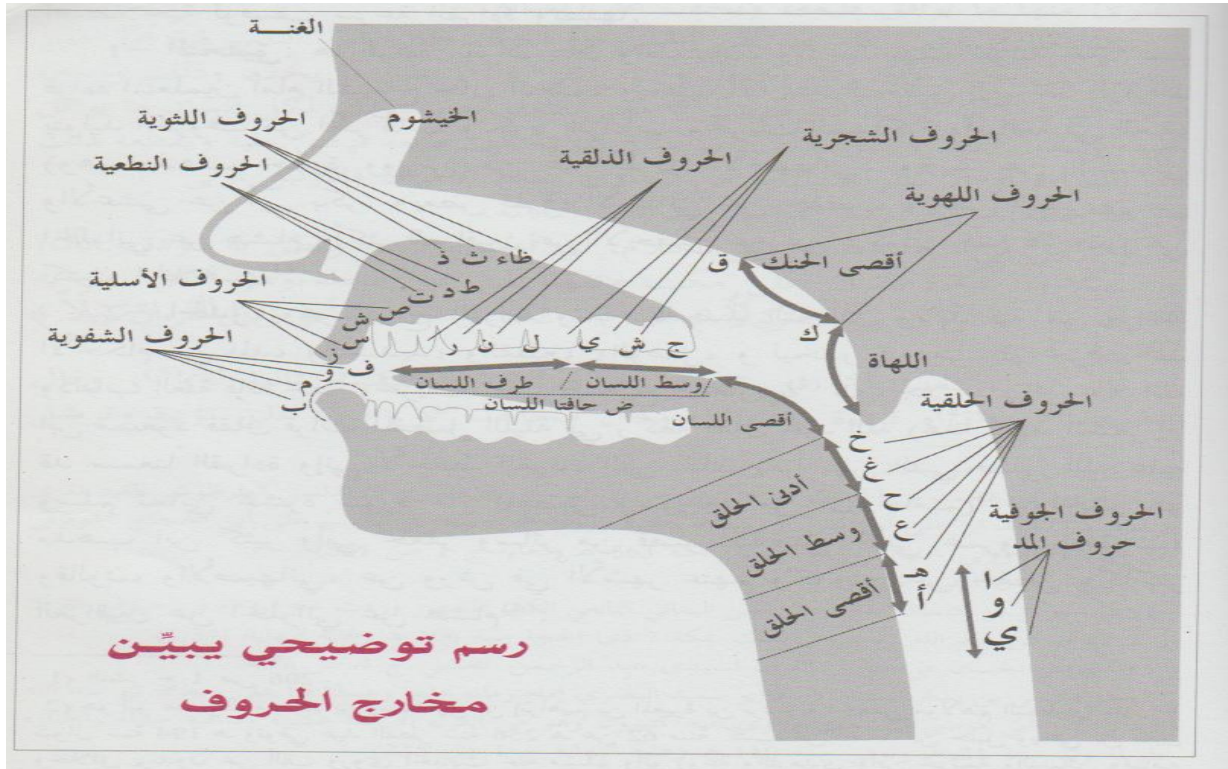 الغنـــة
الخيشوم
الحروف اللثوية
الحروف النطعية
الحروف الأسلية
الحروف الشفوية
الحروف الذلقية
الحروف الشجرية
الحروف اللهوية
أقصى الحنك
ق
ك
اللهاة
ظاء ث ذ
ط د ت
ص
ش
س
ز
و
ف
م
ب
ج ش ي ل ن ر
وسط اللسان
طرف اللسان
ض حافتا اللسان
أقصى اللسان
الحروف الحلقية
خ
غ
ح
ع
هـ
أ
أدنى الحلق
وسط الحلق
أقصى الحلق
الحروف الجوفية
حروف المد
ا
و
ي
رسم توضيحي يبيّن
مخارج الحروف